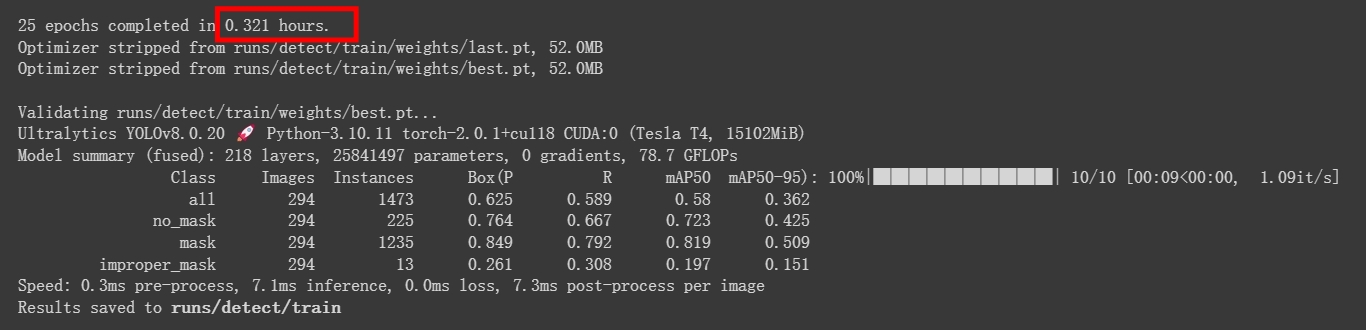 25 epochs completed in 0.321 hours.
Optimizer stripped from runs/detect/train/weights/last.pt, 52.0MB
Optimizer stripped from runs/detect/train/weights/best.pt, 52.0MB
Validating runs/detect/train/weights/best.pt...
Ultralytics YOLOv8.0.20 🚀 Python-3.10.11 torch-2.0.1+cu118 CUDA:0 (Tesla T4, 15102MiB)
Model summary (fused): 218 layers, 25841497 parameters, 0 gradients, 78.7 GFLOPs
Class Images Instances Box(P R mAP50 mAP50-95): 100%|██████████| 10/10 [00:09<00:00, 1.09it/s]
all 294 1473 0.625 0.589 0.58 0.362
no_mask 294 225 0.764 0.667 0.723 0.425
mask 294 1235 0.849 0.792 0.819 0.509
improper_mask 294 13 0.261 0.308 0.197 0.151
Speed: 0.3ms pre-process, 7.1ms inference, 0.0ms loss, 7.3ms post-process per image
Results saved to runs/detect/train